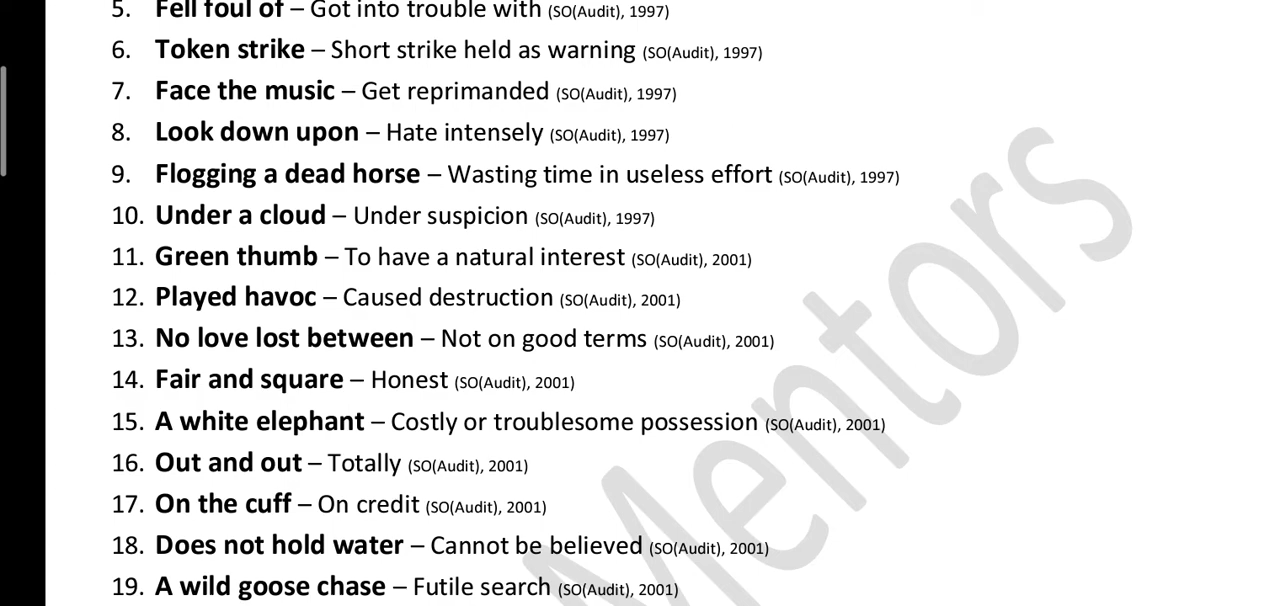 5. Fell foul of – Got into trouble with (SO(Audit), 1997)
6. Token strike – Short strike held as warning (SO(Audit), 1997)
7. Face the music – Get reprimanded (SO(Audit), 1997)
8. Look down upon – Hate intensely (SO(Audit), 1997)
9. Flogging a dead horse – Wasting time in useless effort (SO(Audit), 1997)
10. Under a cloud – Under suspicion (SO(Audit), 1997)
11. Green thumb – To have a natural interest (SO(Audit), 2001)
12. Played havoc – Caused destruction (SO(Audit), 2001)
13. No love lost between – Not on good terms (SO(Audit), 2001)
14. Fair and square – Honest (SO(Audit), 2001)
15. A white elephant – Costly or troublesome possession (SO(Audit), 2001)
16. Out and out – Totally (SO(Audit), 2001)
17. On the cuff – On credit (SO(Audit), 2001)
18. Does not hold water – Cannot be believed (SO(Audit), 2001)
19. A wild goose chase – Futile search (SO(Audit), 2001)
Mentors